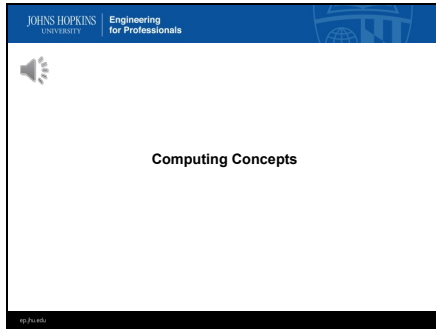 JOHNS HOPKINS
UNIVERSITY
Engineering
for Professionals
Computing Concepts
ep.jhu.edu